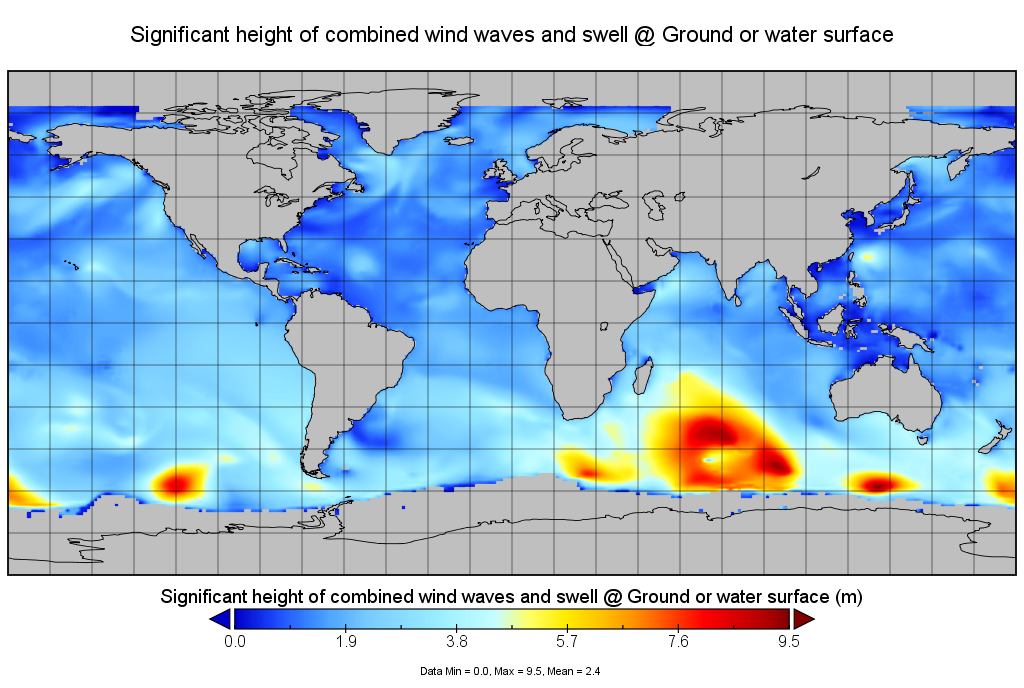 Significant height of combined wind waves and swell @ Ground or water surface
Significant height of combined wind waves and swell @ Ground or water surface (m)
0.0 1.9 3.8 5.7 7.6 9.5
Data Min = 0.0, Max = 9.5, Mean = 2.4